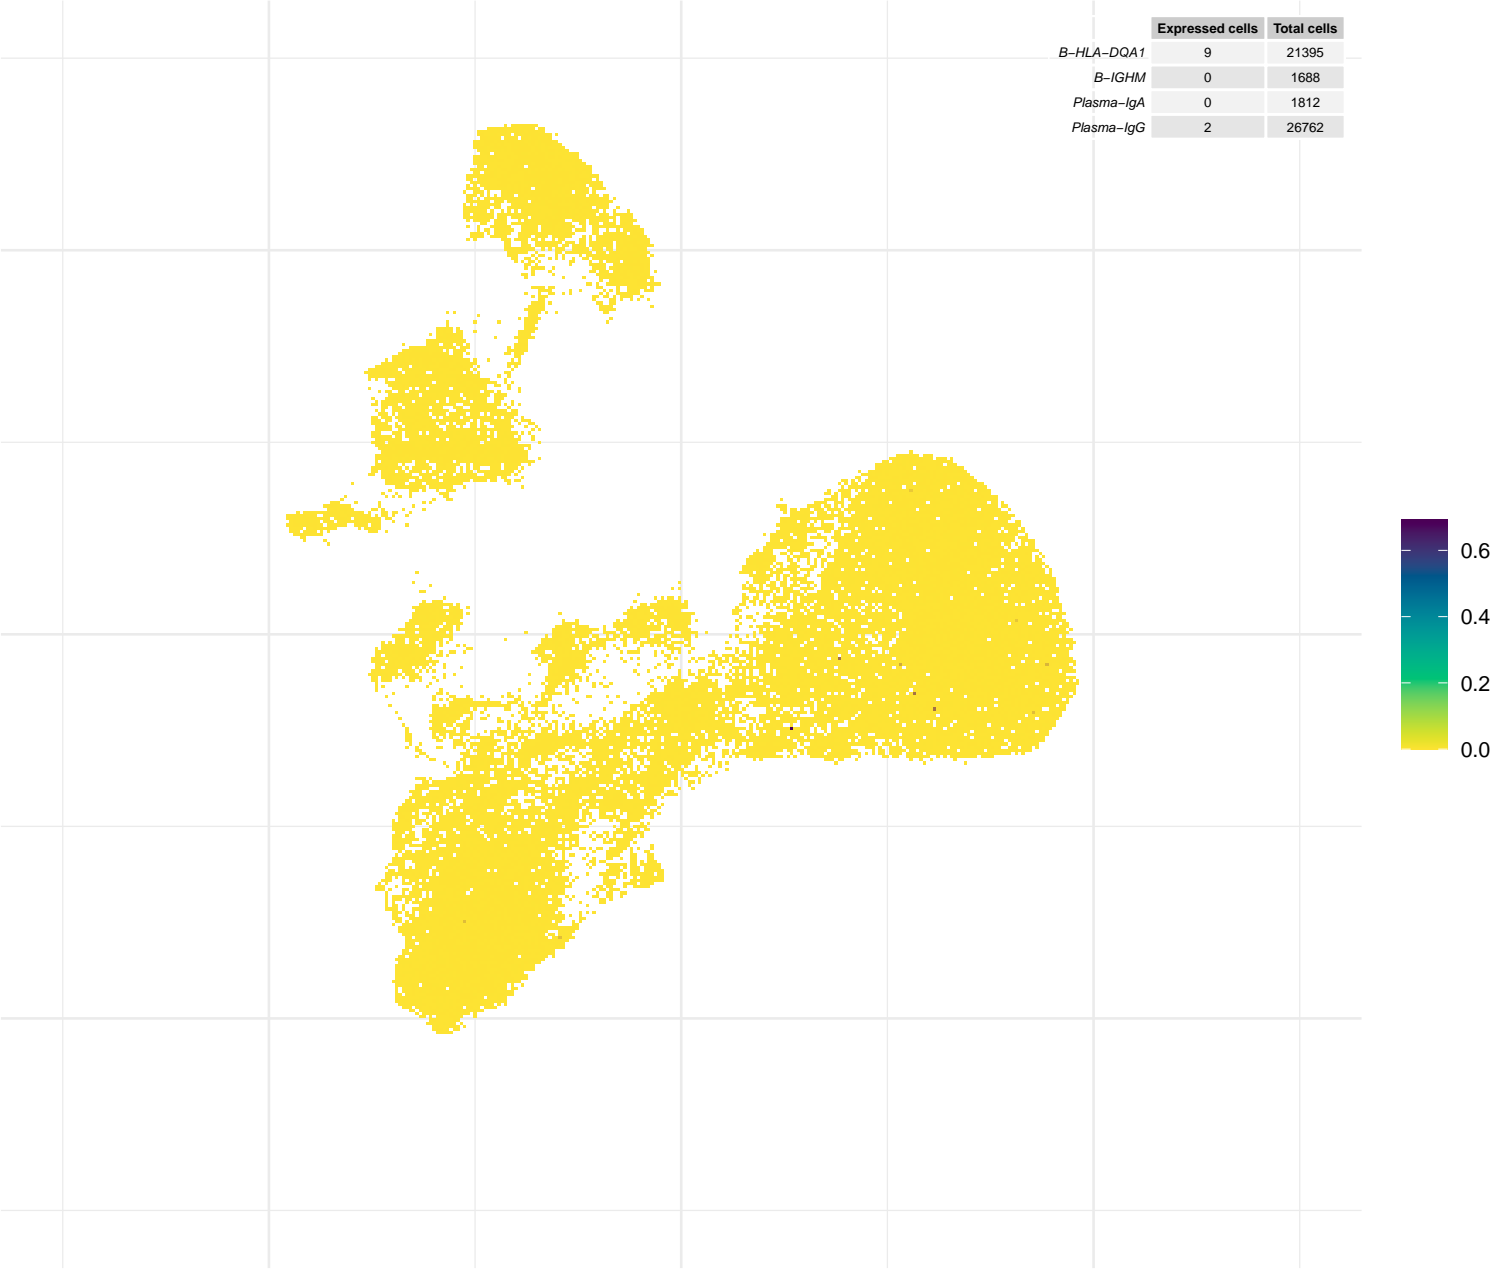 Expressed cells Total cells
B−HLA−DQA1 9 21395
B−IGHM 0 1688
Plasma−IgA 0 1812
Plasma−IgG 2 26762
0.6
0.4
0.2
0.0